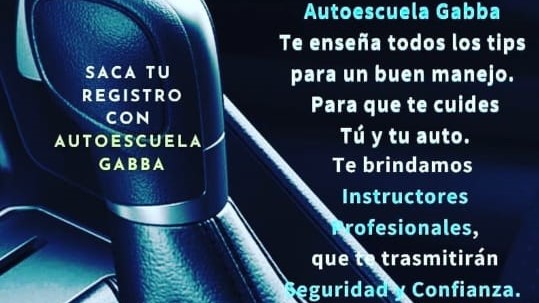 SACA TU
REGISTRO
CON
AUTOESCUELA
GABBA
Autoescuela Gabba
Te enseña todos los tips
para un buen manejo.
Para que te cuides
Tú y tu auto.
Te brindamos
Instructores
Profesionales,
que te trasmitirán
Seguridad y Confianza.